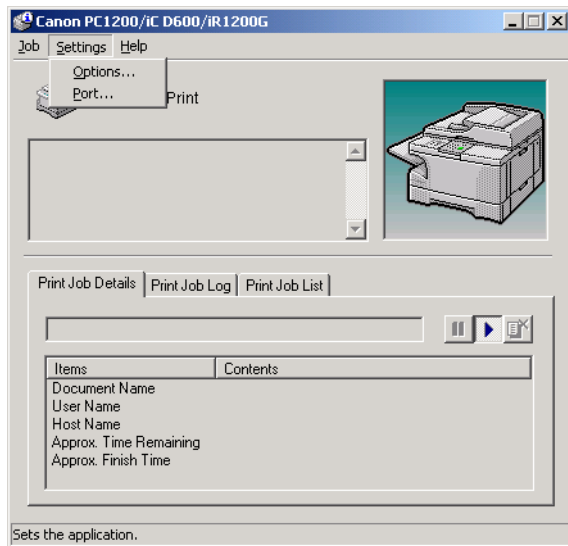 Canon PC1200/iC D600/iR1200G
Job Settings Help
Options...
Port...
Print
Print Job Details Print Job Log Print Job List
Items Contents
Document Name
User Name
Host Name
Approx. Time Remaining
Approx. Finish Time
Sets the application.